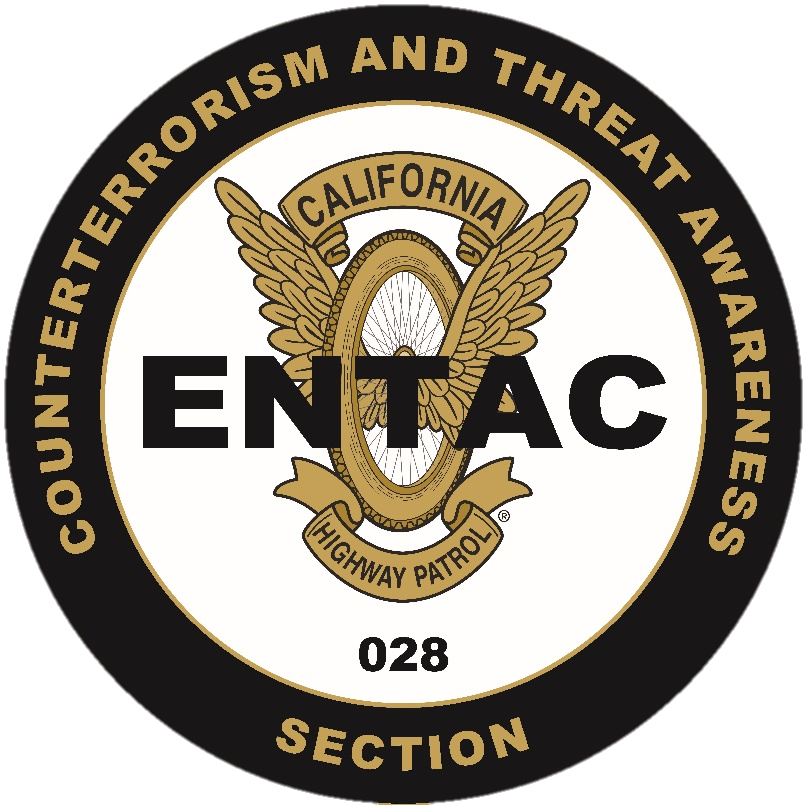 COUNTERTERRORISM AND THREAT AWARENESS
CALIFORNIA
ENTAC
HIGHWAY PATROL
®
028
SECTION